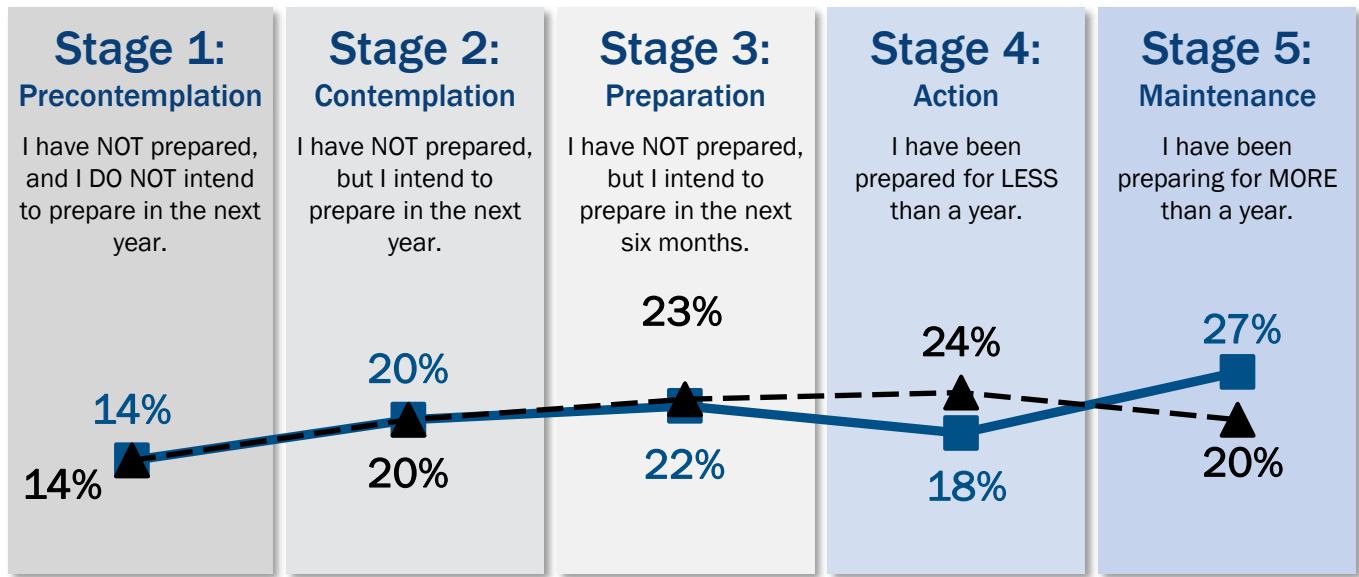 Stage 1:
Precontemplation
I have NOT prepared,
and I DO NOT intend
to prepare in the next
year.
14%
14%
Stage 2:
Contemplation
I have NOT prepared,
but I intend to
prepare in the next
year.
20%
20%
Stage 3:
Preparation
I have NOT prepared,
but I intend to
prepare in the next
six months.
23%
22%
Stage 4:
Action
I have been
prepared for LESS
than a year.
24%
18%
Stage 5:
Maintenance
I have been
preparing for MORE
than a year.
27%
20%